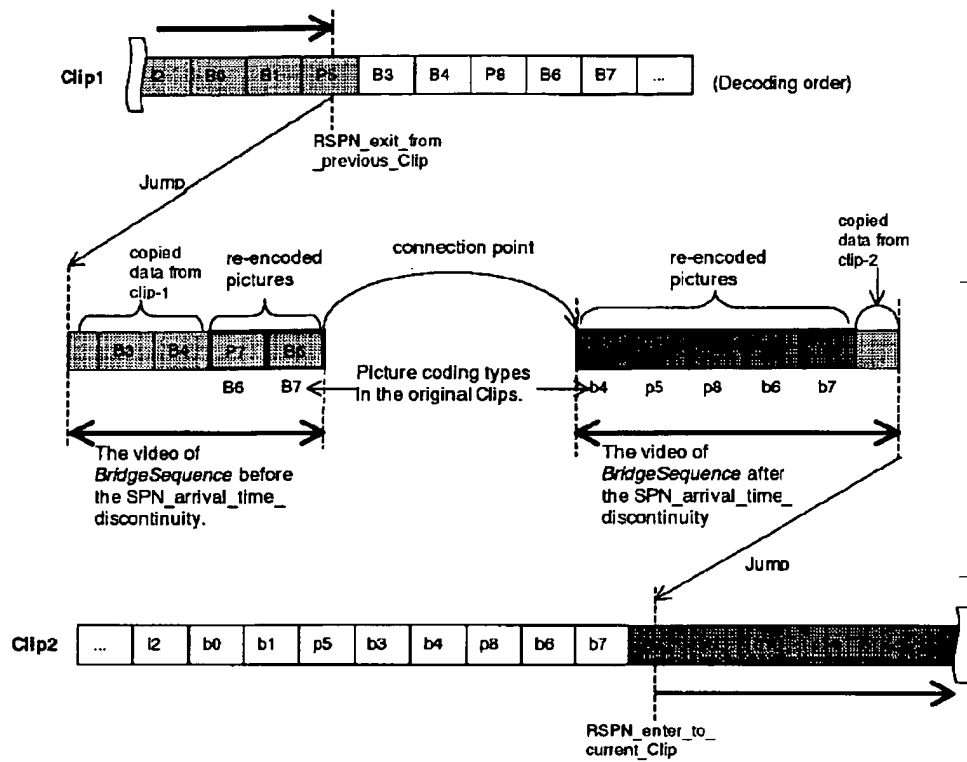 Clip1
I2 B0 B1 P5 B3 B4 P8 B6 B7 ...
(Decoding order)
RSPN_exit_from
_previous_Clip
Jump
copied
data from
clip-1
re-encoded
pictures
connection point
re-encoded
pictures
copied
data from
clip-2
B3 B4 P7
B6 B7
Picture coding types
in the original Clips.
b4 p5 p8 b6 b7
The video of
BridgeSequence before
the SPN_arrival_time_
discontinuity.
The video of
BridgeSequence after
the SPN_arrival_time_
discontinuity
Jump
Clip2
... I2 b0 b1 p5 b3 b4 p8 b6 b7
RSPN_enter_to_
current_Clip